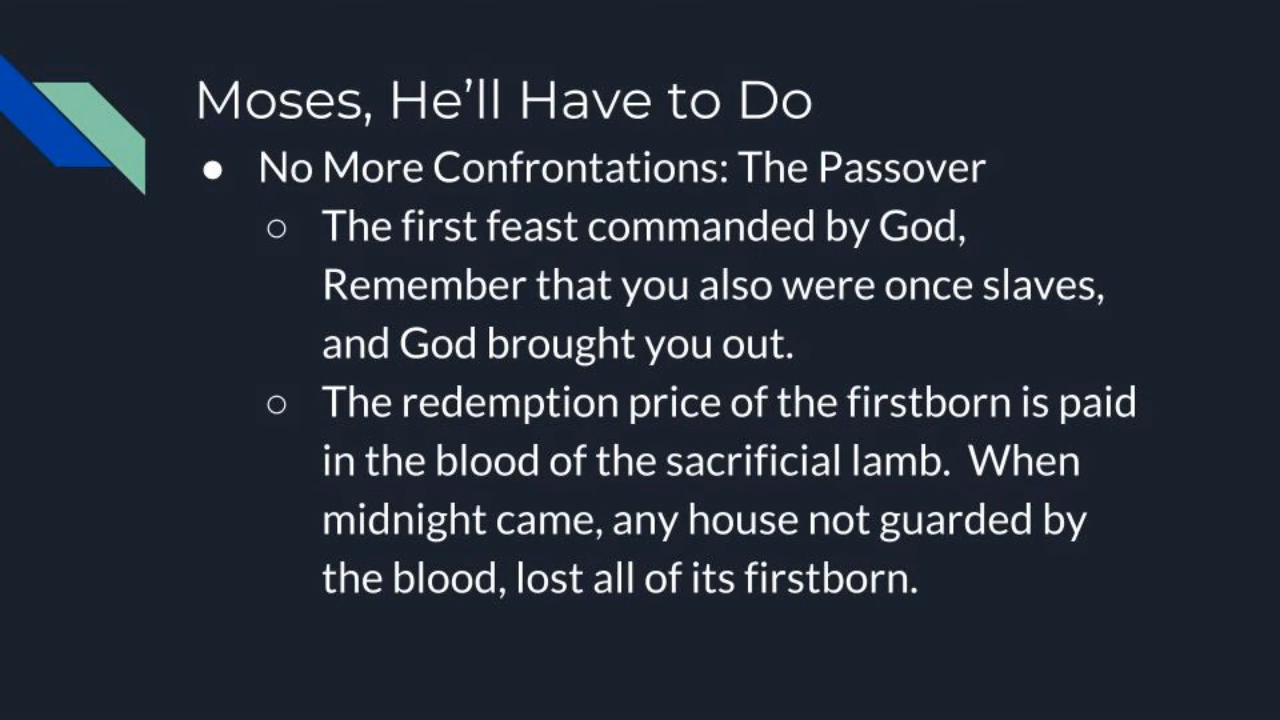 Moses, He’ll Have to Do
● No More Confrontations: The Passover
○ The first feast commanded by God,
Remember that you also were once slaves,
and God brought you out.
○ The redemption price of the firstborn is paid
in the blood of the sacrificial lamb.  When
midnight came, any house not guarded by
the blood, lost all of its firstborn.